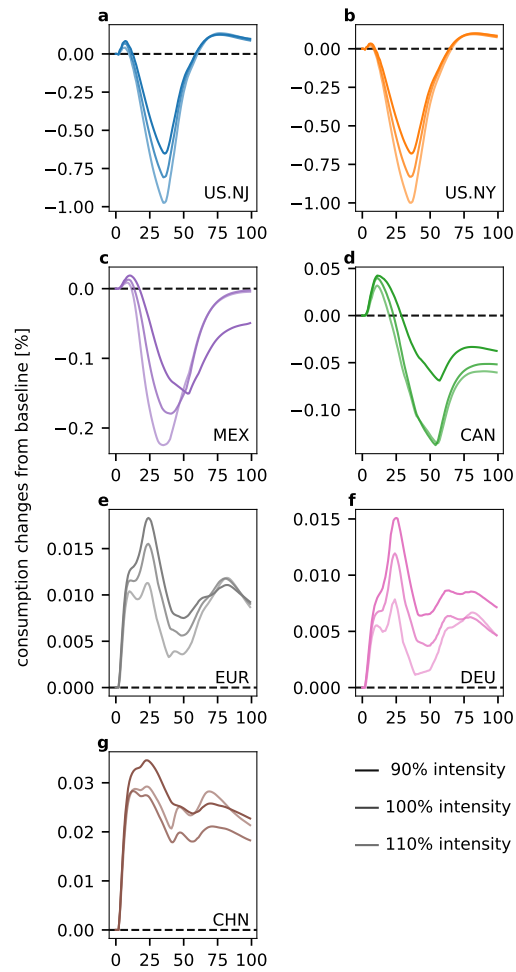 a
0.00
−0.25
−0.50
−0.75
−1.00
US.NJ
0 25 50 75 100
b
0.00
−0.25
−0.50
−0.75
−1.00
US.NY
0 25 50 75 100
c
0.0
−0.1
−0.2
MEX
0 25 50 75 100
d
0.05
0.00
−0.05
−0.10
CAN
0 25 50 75 100
consumption changes from baseline [%]
e
0.015
0.010
0.005
0.000
EUR
0 25 50 75 100
f
0.015
0.010
0.005
0.000
DEU
0 25 50 75 100
g
0.03
0.02
0.01
0.00
CHN
0 25 50 75 100
90% intensity
100% intensity
110% intensity